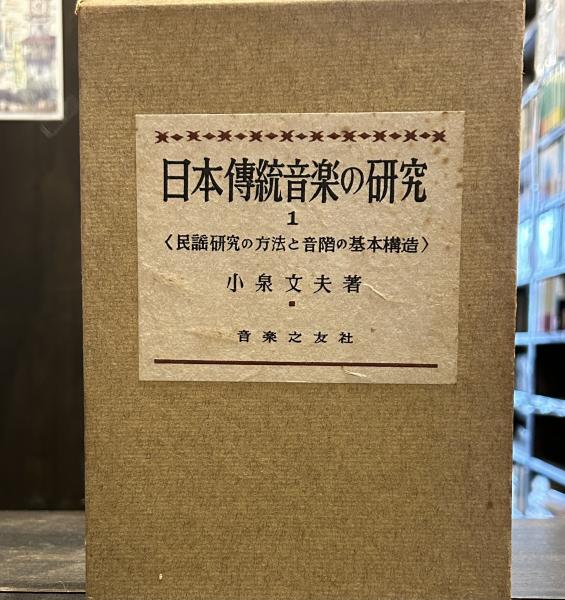 日本傳統音楽の研究
1
〈民謡研究の方法と音階の基本構造〉
小泉文夫著
音楽之友社